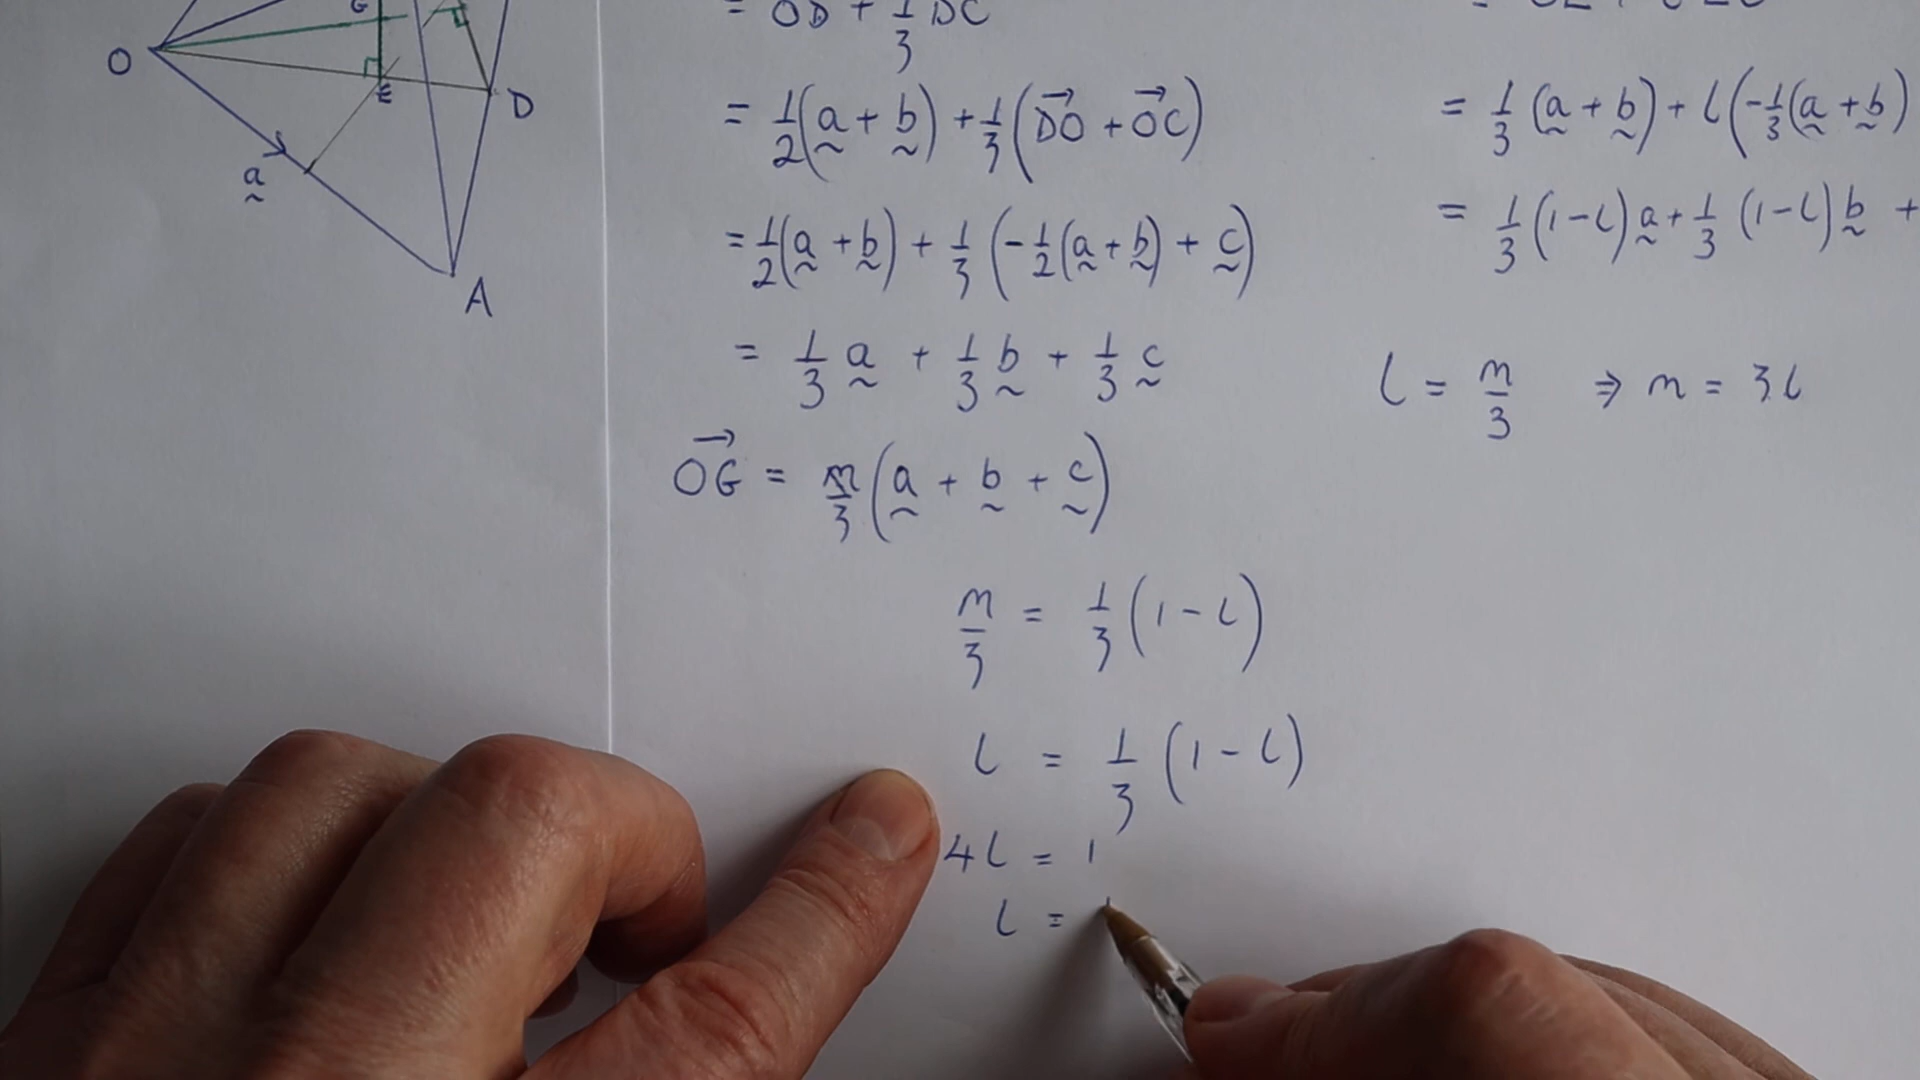 G
O
E
D
a
A
= OD + 1/3 DC
= 1/2(a + b) + 1/3(DO + OC)
= 1/2(a + b) + 1/3(-1/2(a + b) + c)
= 1/3 a + 1/3 b + 1/3 c
OG = m/3(a + b + c)
m/3 = 1/3(1 - l)
l = 1/3(1 - l)
4l = 1
l =
= 1/3(a + b) + l(-1/3(a + b)
= 1/3(1 - l)a + 1/3(1 - l)b +
l = m/3 ⇒ m = 3l